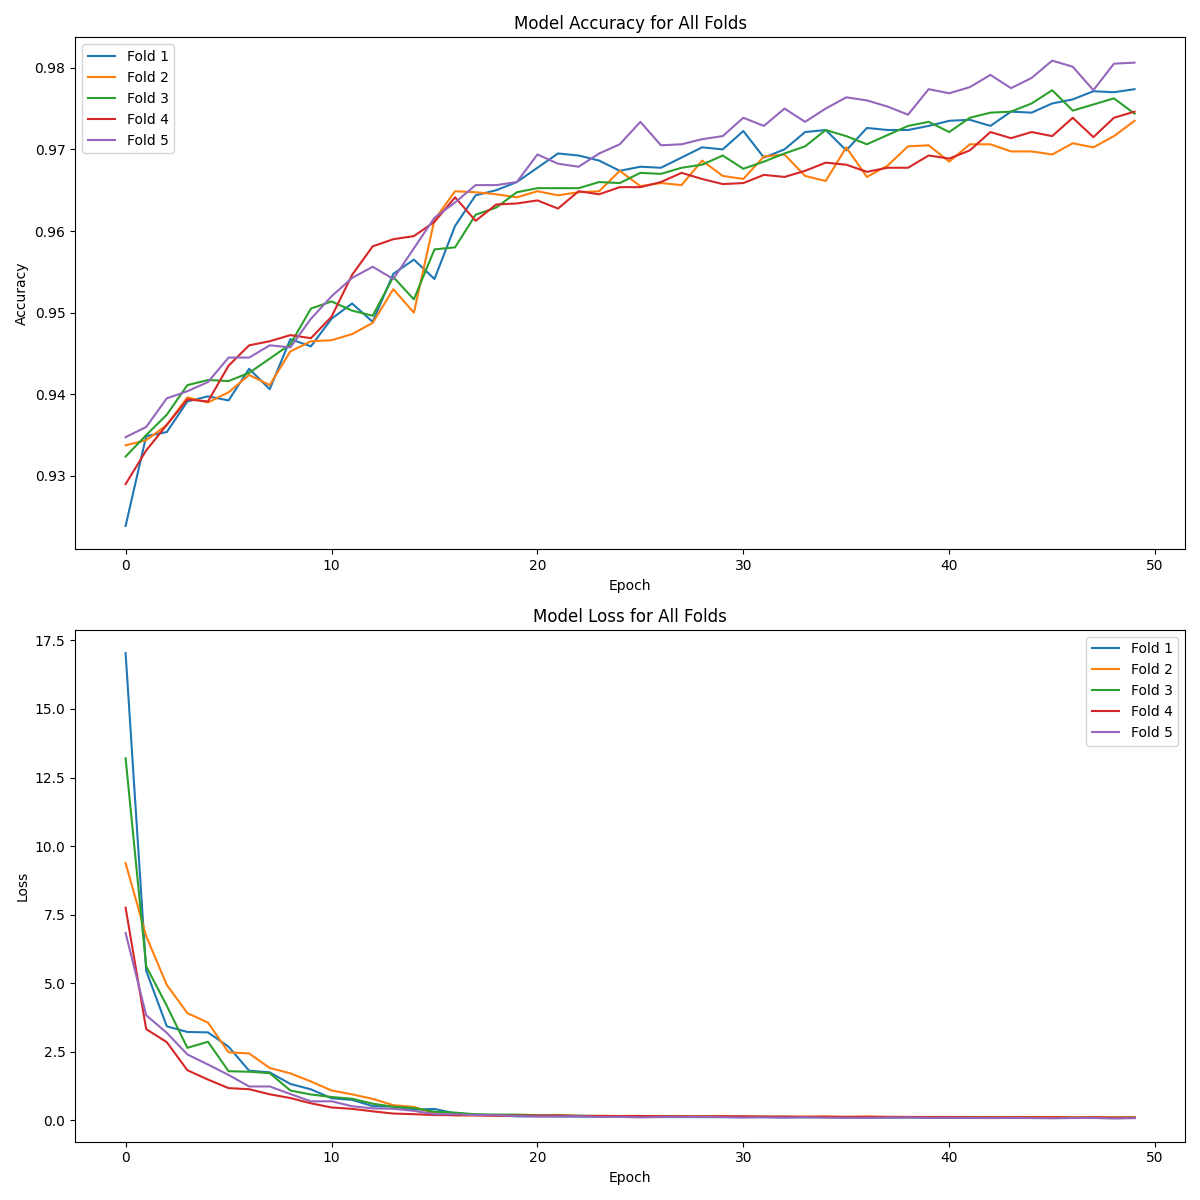 Model Accuracy for All Folds
Fold 1
Fold 2
Fold 3
Fold 4
Fold 5
0.98
0.97
0.96
0.95
0.94
0.93
Accuracy
0 10 20 30 40 50
Epoch
Model Loss for All Folds
Fold 1
Fold 2
Fold 3
Fold 4
Fold 5
17.5
15.0
12.5
10.0
7.5
5.0
2.5
0.0
Loss
0 10 20 30 40 50
Epoch